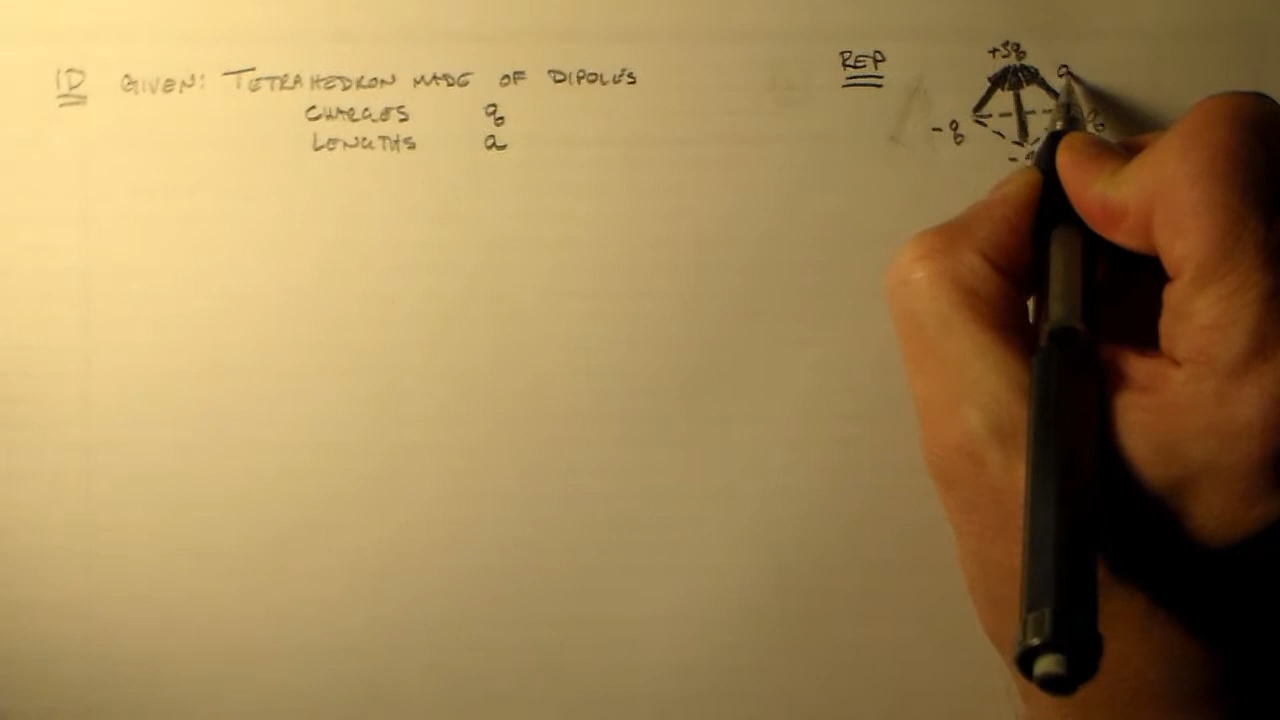 ID GIVEN: TETRAHEDRON MADE OF DIPOLES
CHARGES q
LENGTHS a
REP
+3q
a
-q